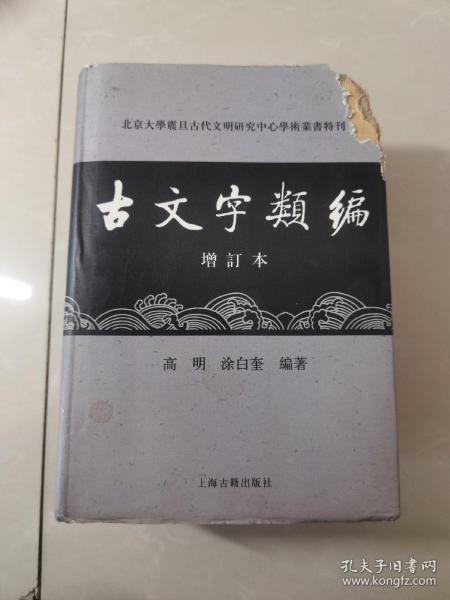 北京大學震旦古代文明研究中心學術叢書特刊
古文字類編
增訂本
高 明 涂白奎 編著
上海古籍出版社
孔夫子旧书网
www.kongfz.com